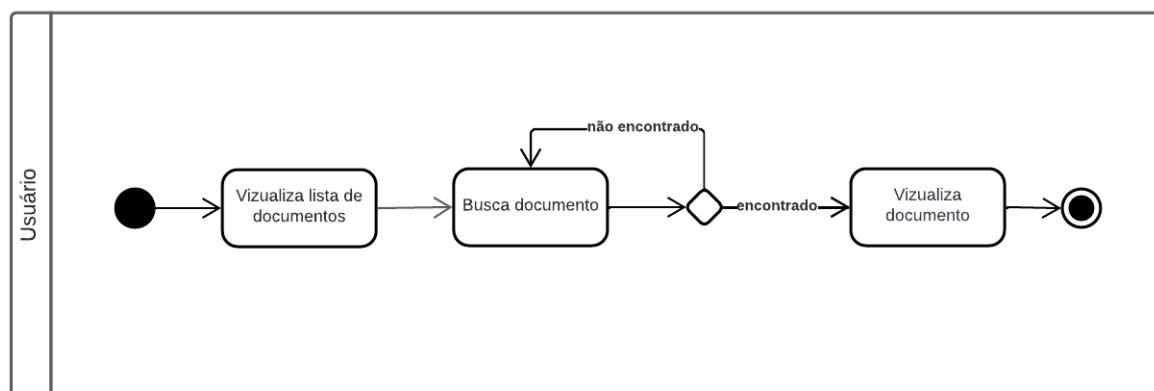 Usuário
não encontrado
Vizualiza lista de
documentos
Busca documento
encontrado
Vizualiza
documento